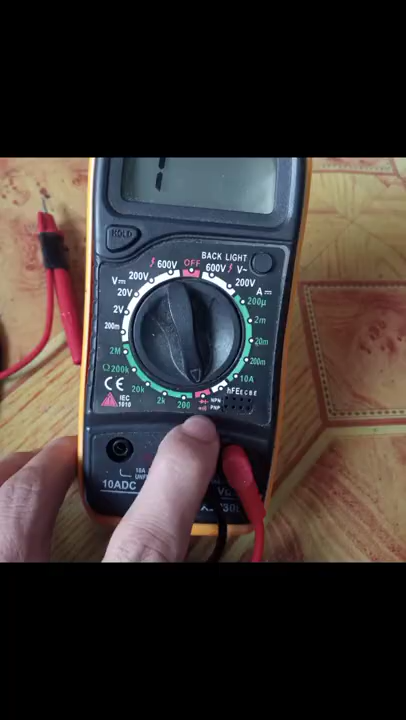 HOLD
BACK LIGHT
600V OFF 600V V~
V⎓ 200V 200V
A⎓
20V 200µ
2V 2m
200m 20m
2M 200m
Ω 200k 10A
20k 2k 200
hFE E C B E
NPN
PNP
CE
IEC
1010
10ADC